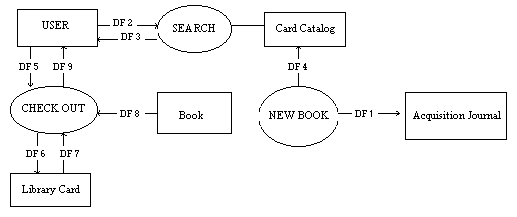 USER
DF 2
DF 3
SEARCH
Card Catalog
DF 5
DF 9
DF 4
CHECK OUT
DF 8
Book
NEW BOOK
DF 1
Acquisition Journal
DF 6
DF 7
Library Card